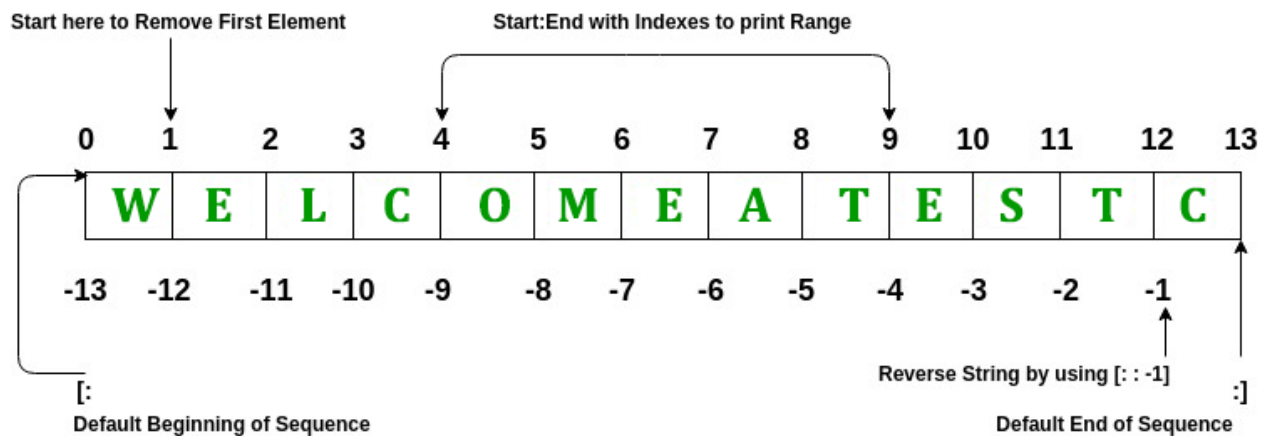 Start here to Remove First Element
Start:End with Indexes to print Range
0 1 2 3 4 5 6 7 8 9 10 11 12 13
W E L C O M E A T E S T C
-13 -12 -11 -10 -9 -8 -7 -6 -5 -4 -3 -2 -1
Reverse String by using [: : -1]
[: :]
Default Beginning of Sequence
Default End of Sequence